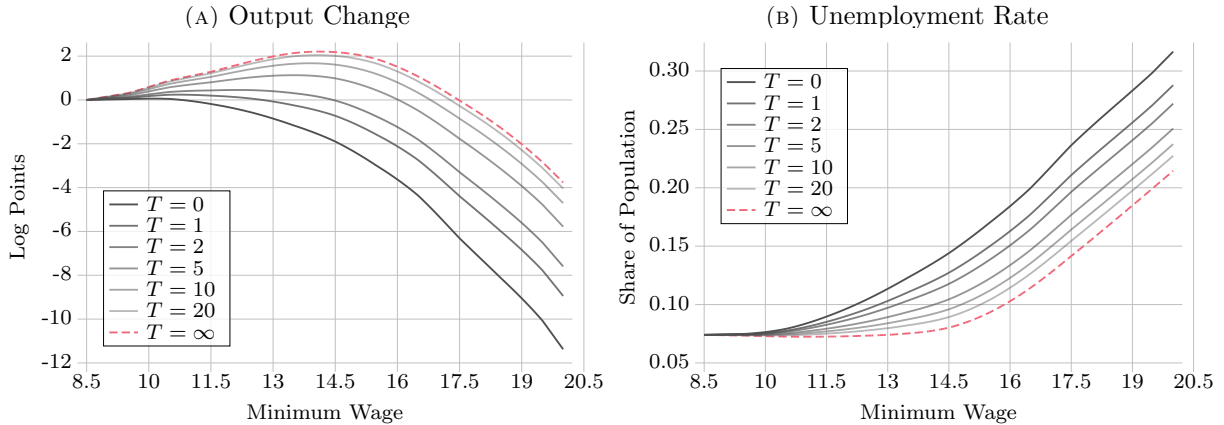 (A) Output Change
2
0
-2
-4
-6
-8
-10
-12
Log Points
T = 0
T = 1
T = 2
T = 5
T = 10
T = 20
T = ∞
8.5 10 11.5 13 14.5 16 17.5 19 20.5
Minimum Wage
(B) Unemployment Rate
0.30
0.25
0.20
0.15
0.10
0.05
Share of Population
T = 0
T = 1
T = 2
T = 5
T = 10
T = 20
T = ∞
8.5 10 11.5 13 14.5 16 17.5 19 20.5
Minimum Wage